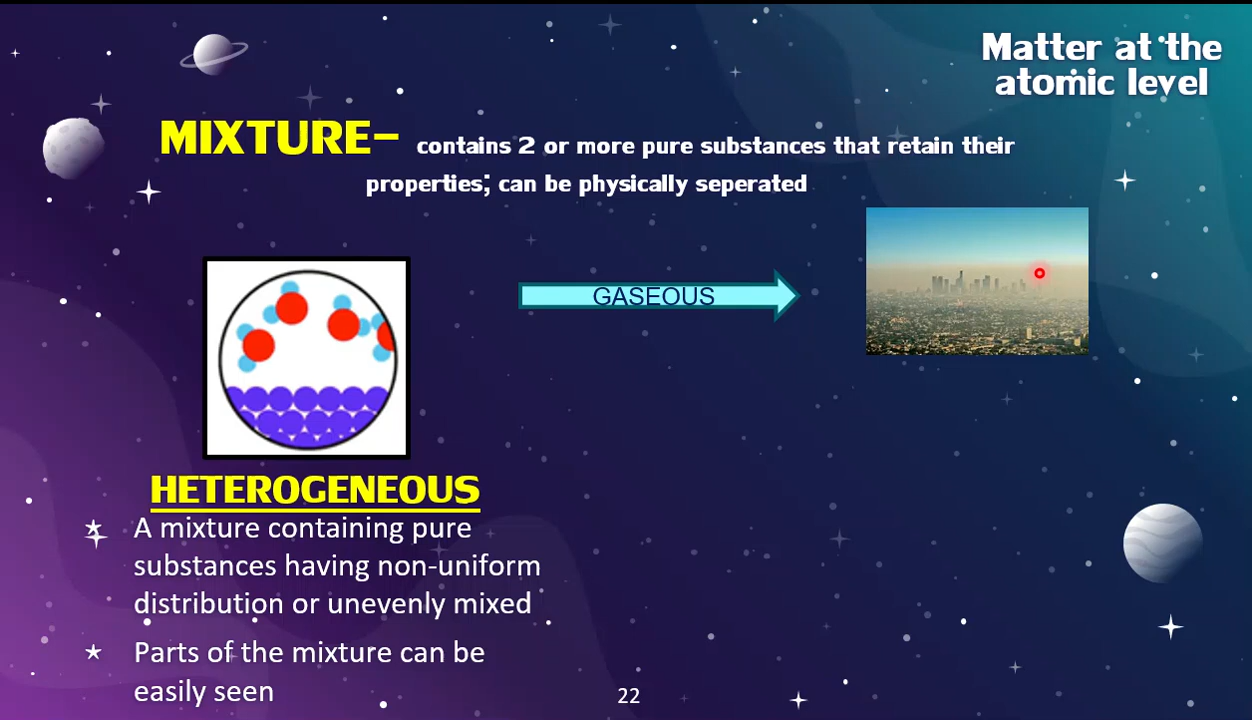 Matter at the
atomic level
MIXTURE– contains 2 or more pure substances that retain their
properties; can be physically seperated
GASEOUS
HETEROGENEOUS
★ A mixture containing pure
substances having non-uniform
distribution or unevenly mixed
★ Parts of the mixture can be
easily seen
22